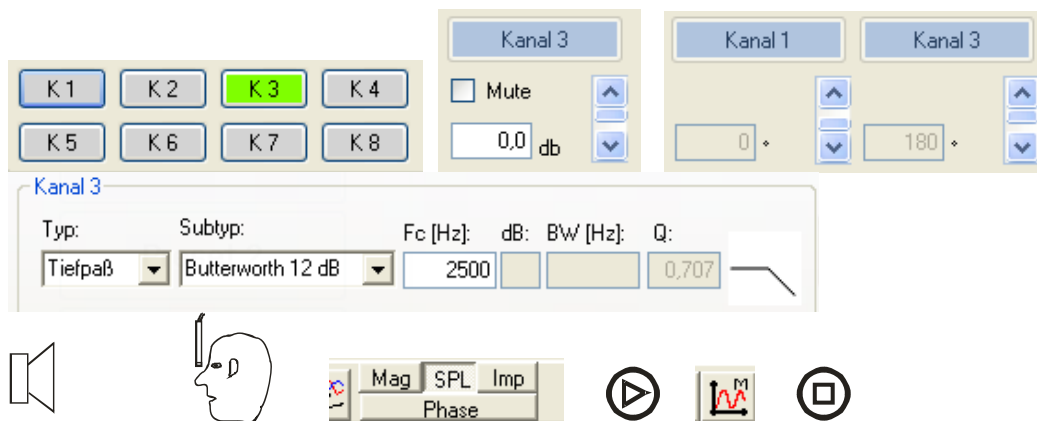 Kanal 3
Kanal 1 Kanal 3
K 1 K 2 K 3 K 4
Mute
K 5 K 6 K 7 K 8
0,0 db
0 ° 180 °
Kanal 3
Typ: Subtyp: Fc [Hz]: dB: BW [Hz]: Q:
Tiefpaß Butterworth 12 dB 2500 0,707
Mag SPL Imp
Phase
M